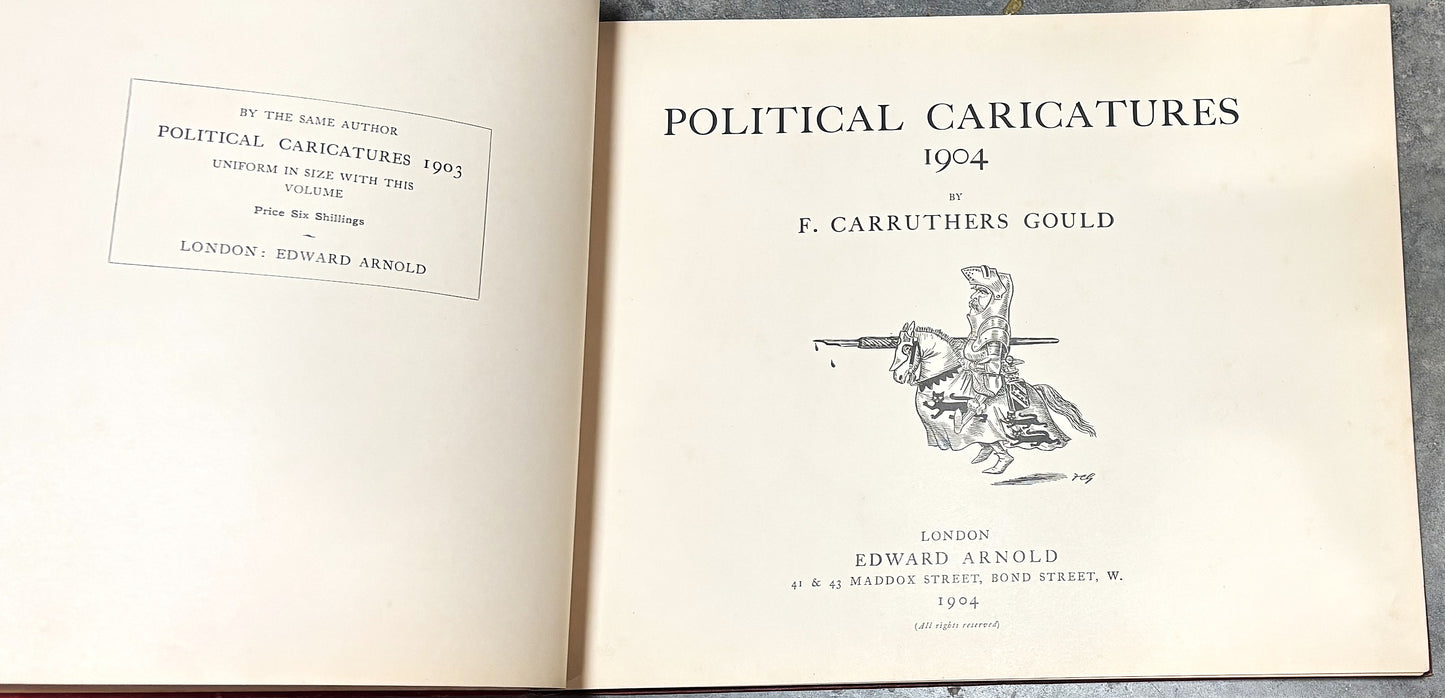 BY THE SAME AUTHOR
POLITICAL CARICATURES 1903
UNIFORM IN SIZE WITH THIS
VOLUME
Price Six Shillings
LONDON: EDWARD ARNOLD
POLITICAL CARICATURES
1904
BY
F. CARRUTHERS GOULD
FCG
LONDON
EDWARD ARNOLD
41 & 43 MADDOX STREET, BOND STREET, W.
1904
(All rights reserved)